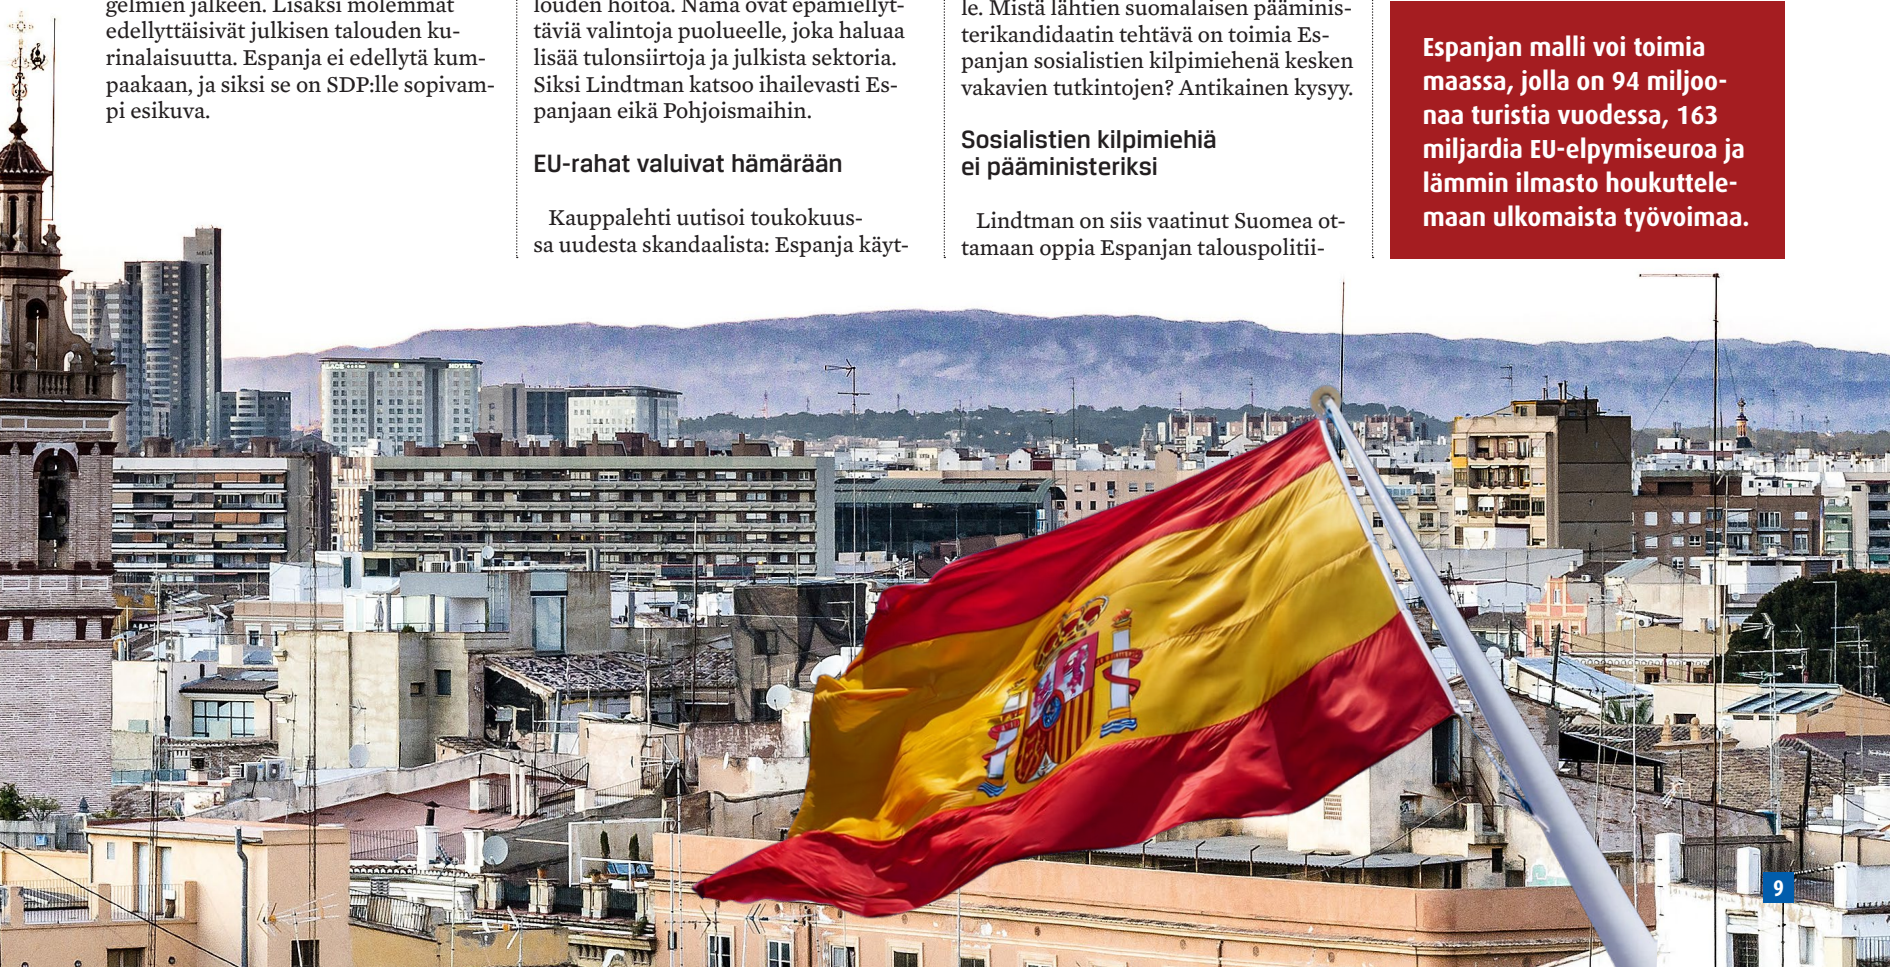 gelmien jälkeen. Lisäksi molemmat
edellyttäisivät julkisen talouden ku-
rinalaisuutta. Espanja ei edellytä kum-
paakaan, ja siksi se on SDP:lle sopivam-
pi esikuva.
louden hoitoa. Nämä ovat epämiellyt-
täviä valintoja puolueelle, joka haluaa
lisää tulonsiirtoja ja julkista sektoria.
Siksi Lindtman katsoo ihailevasti Es-
panjaan eikä Pohjoismaihin.
EU-rahat valuivat hämärään
Kauppalehti uutisoi toukokuus-
sa uudesta skandaalista: Espanja käyt-
le. Mistä lähtien suomalaisen pääminis-
terikandidaatin tehtävä on toimia Es-
panjan sosialistien kilpimiehenä kesken
vakavien tutkintojen? Antikainen kysyy.
Sosialistien kilpimiehiä
ei pääministeriksi
Lindtman on siis vaatinut Suomea ot-
tamaan oppia Espanjan talouspolitii-
Espanjan malli voi toimia
maassa, jolla on 94 miljoo-
naa turistia vuodessa, 163
miljardia EU-elpymiseuroa ja
lämmin ilmasto houkuttele-
maan ulkomaista työvoimaa.
9